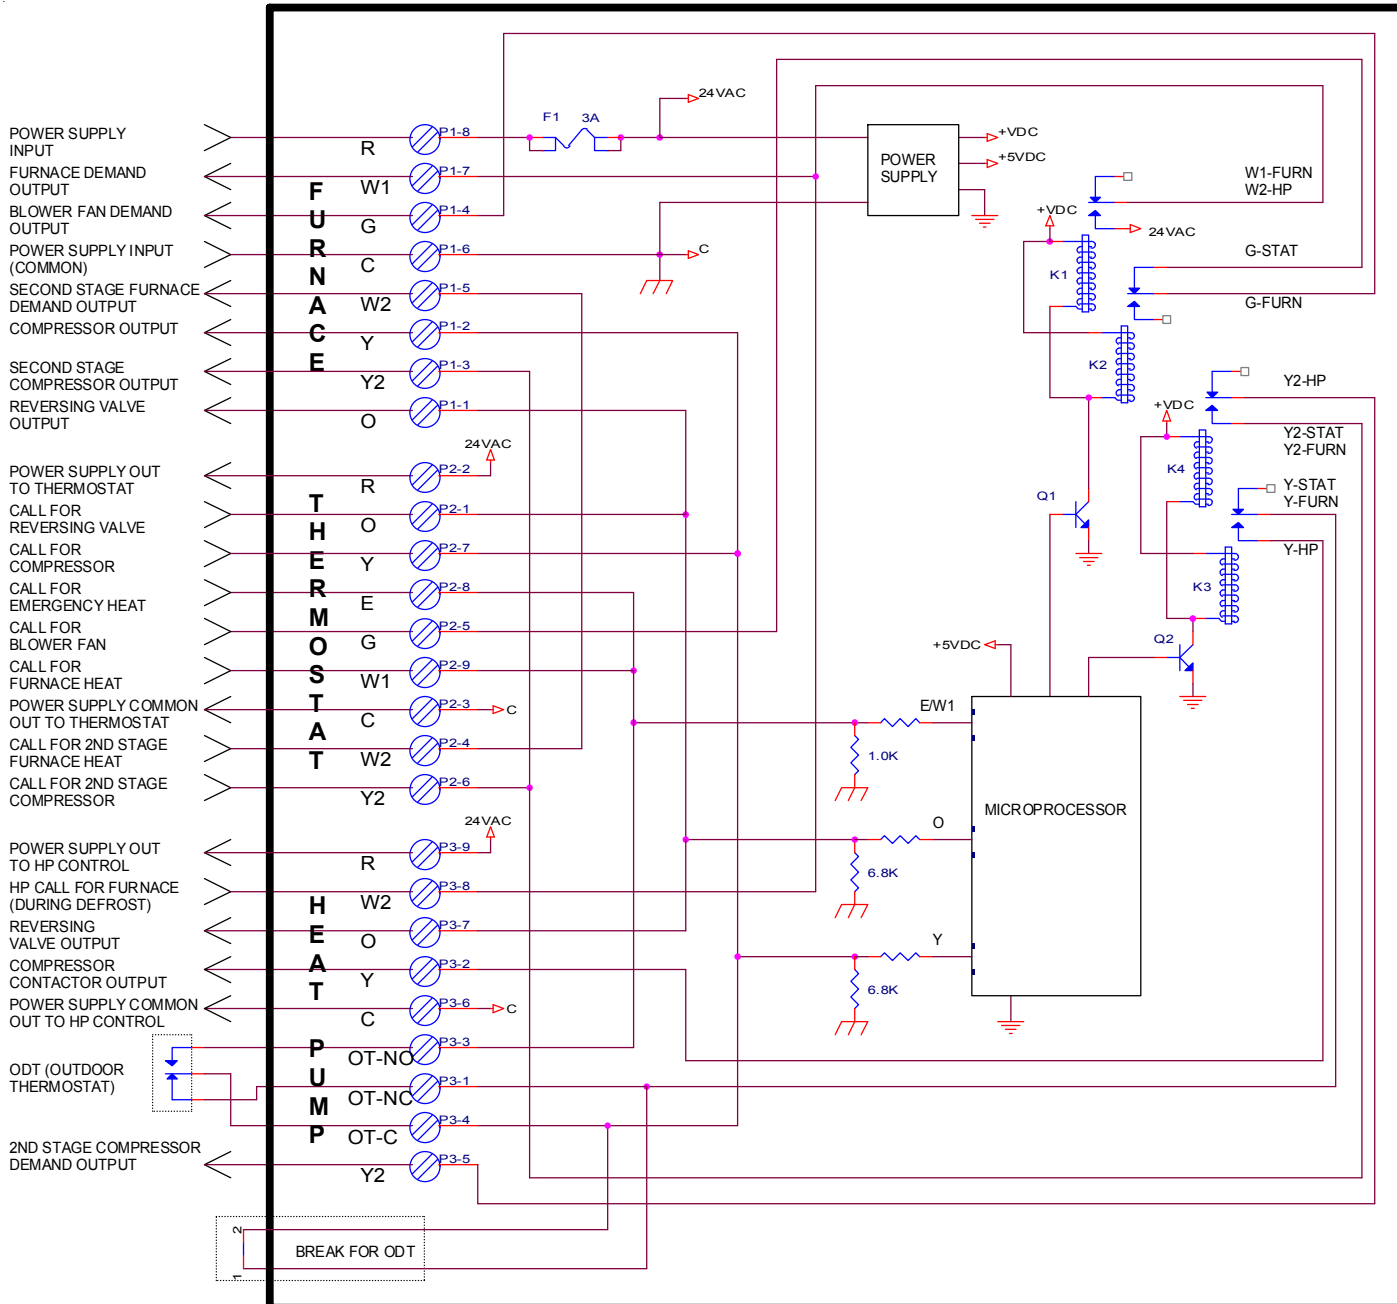 POWER SUPPLY
INPUT
R
P1-8
F1 3A
24VAC
FURNACE DEMAND
OUTPUT
W1
P1-7
BLOWER FAN DEMAND
OUTPUT
G
P1-4
POWER SUPPLY INPUT
(COMMON)
C
P1-6
C
SECOND STAGE FURNACE
DEMAND OUTPUT
W2
P1-5
COMPRESSOR OUTPUT
Y
P1-2
SECOND STAGE
COMPRESSOR OUTPUT
Y2
P1-3
REVERSING VALVE
OUTPUT
O
P1-1
FURNACE
POWER SUPPLY OUT
TO THERMOSTAT
R
P2-2
24VAC
CALL FOR
REVERSING VALVE
O
P2-1
CALL FOR
COMPRESSOR
Y
P2-7
CALL FOR
EMERGENCY HEAT
E
P2-8
CALL FOR
BLOWER FAN
G
P2-5
CALL FOR
FURNACE HEAT
W1
P2-9
POWER SUPPLY COMMON
OUT TO THERMOSTAT
C
P2-3
C
CALL FOR 2ND STAGE
FURNACE HEAT
W2
P2-4
CALL FOR 2ND STAGE
COMPRESSOR
Y2
P2-6
THERMOSTAT
POWER SUPPLY OUT
TO HP CONTROL
R
P3-9
24VAC
HP CALL FOR FURNACE
(DURING DEFROST)
W2
P3-8
REVERSING
VALVE OUTPUT
O
P3-7
COMPRESSOR
CONTACTOR OUTPUT
Y
P3-2
POWER SUPPLY COMMON
OUT TO HP CONTROL
C
P3-6
C
OT-NO
P3-3
ODT (OUTDOOR
THERMOSTAT)
OT-NC
P3-1
OT-C
P3-4
2ND STAGE COMPRESSOR
DEMAND OUTPUT
Y2
P3-5
HEAT PUMP
2
1
BREAK FOR ODT
POWER
SUPPLY
+VDC
+5VDC
W1-FURN
W2-HP
+VDC
24VAC
K1
G-STAT
G-FURN
K2
Y2-HP
+VDC
Y2-STAT
Y2-FURN
K4
Y-STAT
Y-FURN
Q1
Y-HP
K3
Q2
+5VDC
E/W1
1.0K
MICROPROCESSOR
O
6.8K
Y
6.8K